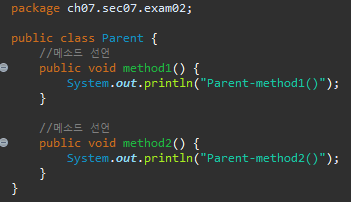 package ch07.sec07.exam02;
public class Parent {
//메소드 선언
public void method1() {
System.out.println("Parent-method1()");
}
//메소드 선언
public void method2() {
System.out.println("Parent-method2()");
}
}